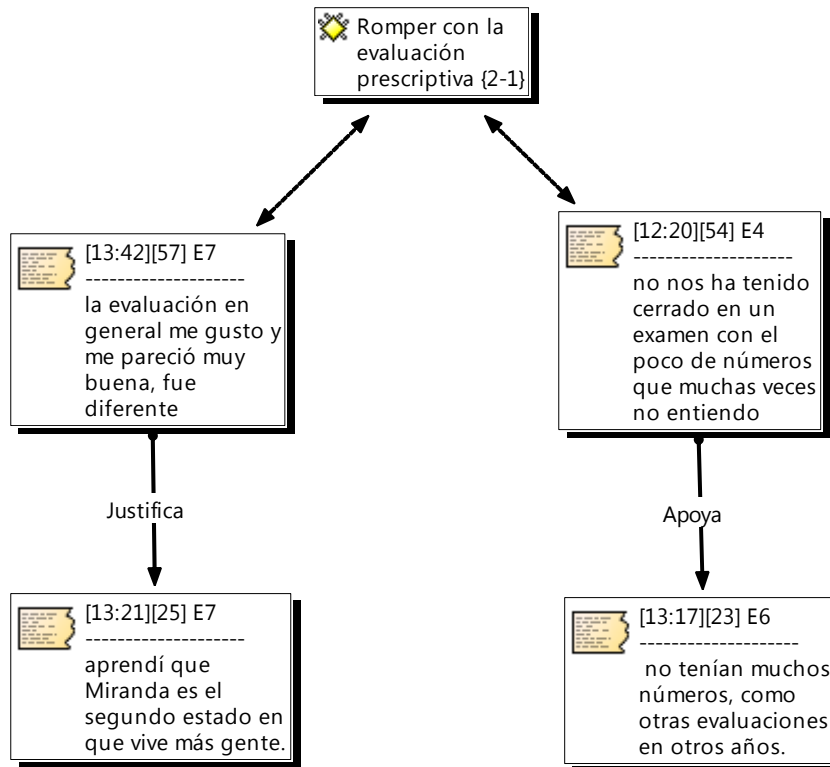 Romper con la
evaluación
prescriptiva {2-1}
[13:42][57] E7
--------------------
la evaluación en
general me gusto y
me pareció muy
buena, fue
diferente
[12:20][54] E4
--------------------
no nos ha tenido
cerrado en un
examen con el
poco de números
que muchas veces
no entiendo
Justifica
Apoya
[13:21][25] E7
--------------------
aprendí que
Miranda es el
segundo estado en
que vive más gente.
[13:17][23] E6
--------------------
no tenían muchos
números, como
otras evaluaciones
en otros años.